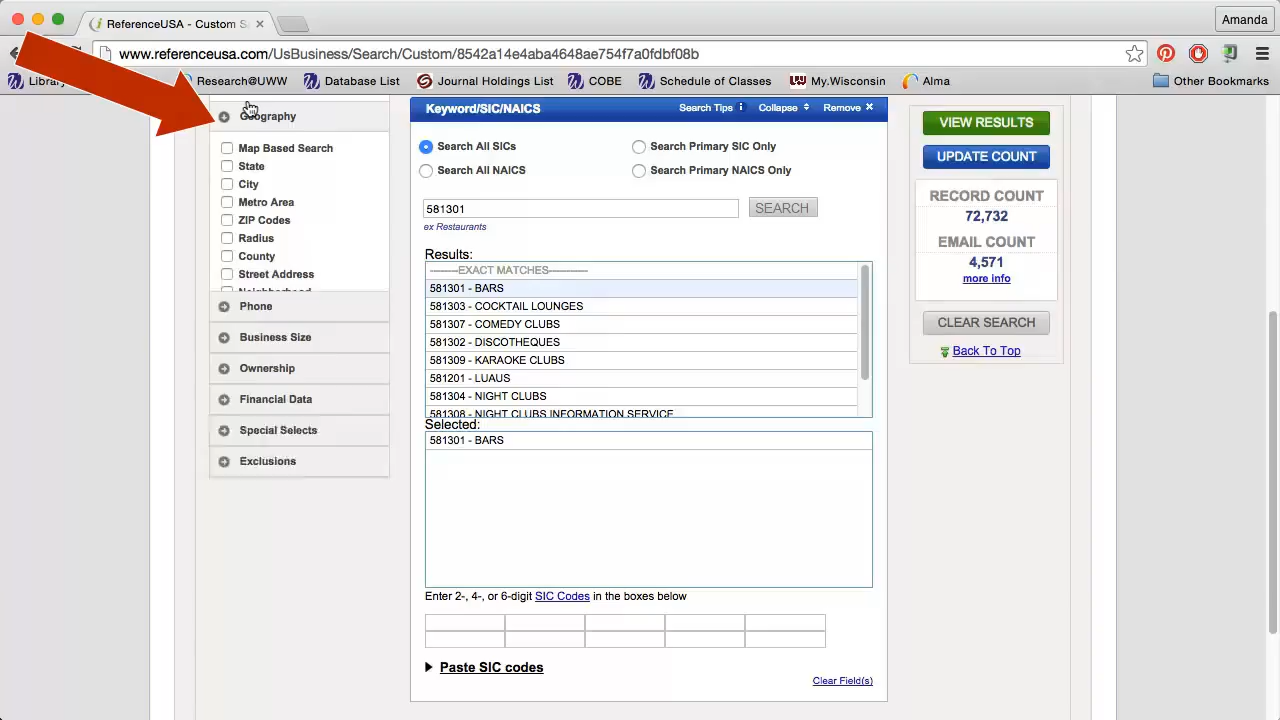 ReferenceUSA - Custom S
Amanda
www.referenceusa.com/UsBusiness/Search/Custom/8542a14e4aba4648ae754f7a0fdbf08b
Research@UWW
Database List
Journal Holdings List
COBE
Schedule of Classes
My.Wisconsin
Alma
Other Bookmarks
Geography
Map Based Search
State
City
Metro Area
ZIP Codes
Radius
County
Street Address
Neighborhood
Phone
Business Size
Ownership
Financial Data
Special Selects
Exclusions
Keyword/SIC/NAICS
Search Tips
Collapse
Remove
Search All SICs
Search Primary SIC Only
Search All NAICS
Search Primary NAICS Only
581301
SEARCH
ex Restaurants
Results:
--------EXACT MATCHES------------
581301 - BARS
581303 - COCKTAIL LOUNGES
581307 - COMEDY CLUBS
581302 - DISCOTHEQUES
581309 - KARAOKE CLUBS
581201 - LUAUS
581304 - NIGHT CLUBS
581308 - NIGHT CLUBS INFORMATION SERVICE
Selected:
581301 - BARS
Enter 2-, 4-, or 6-digit SIC Codes in the boxes below
Paste SIC codes
Clear Field(s)
VIEW RESULTS
UPDATE COUNT
RECORD COUNT
72,732
EMAIL COUNT
4,571
more info
CLEAR SEARCH
Back To Top